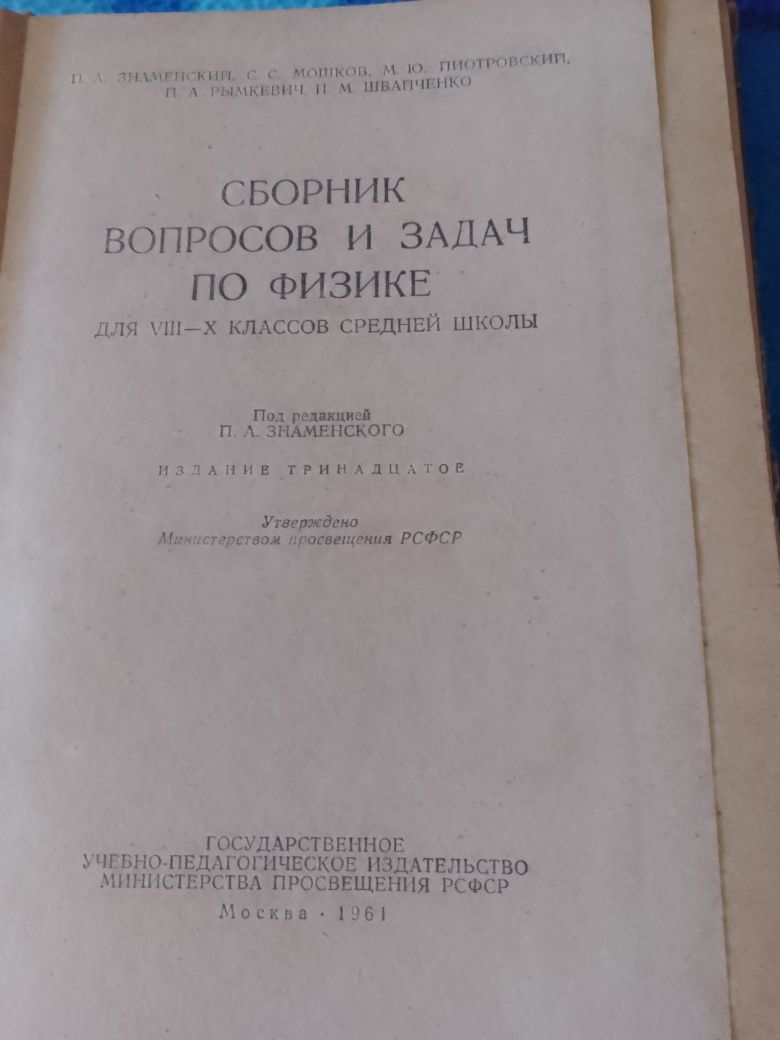 П. А. ЗНАМЕНСКИЙ, С. С. МОШКОВ, М. Ю. ПИОТРОВСКИЙ,
П. А. РЫМКЕВИЧ, И. М. ШВАЙЧЕНКО
СБОРНИК
ВОПРОСОВ И ЗАДАЧ
ПО ФИЗИКЕ
ДЛЯ VIII—X КЛАССОВ СРЕДНЕЙ ШКОЛЫ
Под редакцией
П. А. ЗНАМЕНСКОГО
ИЗДАНИЕ ТРИНАДЦАТОЕ
Утверждено
Министерством просвещения РСФСР
ГОСУДАРСТВЕННОЕ
УЧЕБНО-ПЕДАГОГИЧЕСКОЕ ИЗДАТЕЛЬСТВО
МИНИСТЕРСТВА ПРОСВЕЩЕНИЯ РСФСР
Москва · 1961